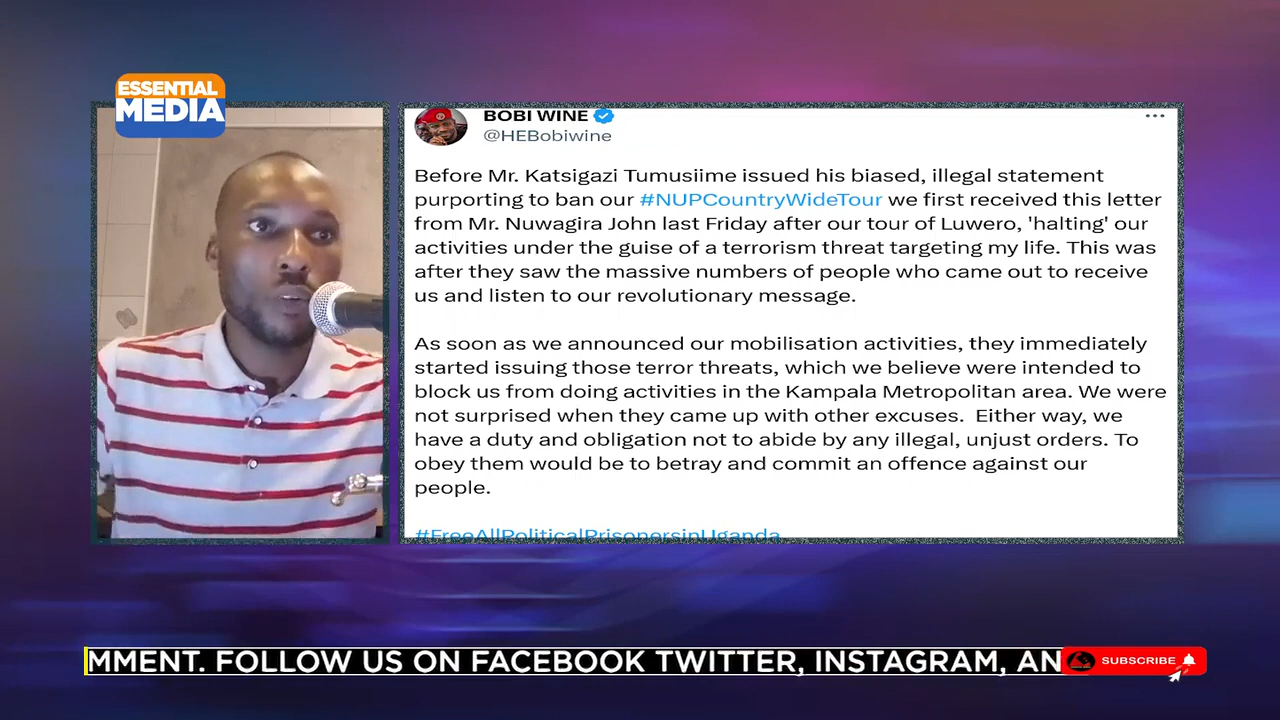 ESSENTIAL
MEDIA
BOBI WINE
@HEBobiwine
Before Mr. Katsigazi Tumusiime issued his biased, illegal statement
purporting to ban our #NUPCountryWideTour we first received this letter
from Mr. Nuwagira John last Friday after our tour of Luwero, 'halting' our
activities under the guise of a terrorism threat targeting my life. This was
after they saw the massive numbers of people who came out to receive
us and listen to our revolutionary message.
As soon as we announced our mobilisation activities, they immediately
started issuing those terror threats, which we believe were intended to
block us from doing activities in the Kampala Metropolitan area. We were
not surprised when they came up with other excuses. Either way, we
have a duty and obligation not to abide by any illegal, unjust orders. To
obey them would be to betray and commit an offence against our
people.
#FreeAllPoliticalPrisonersinUganda
MMENT. FOLLOW US ON FACEBOOK TWITTER, INSTAGRAM, AN
SUBSCRIBE